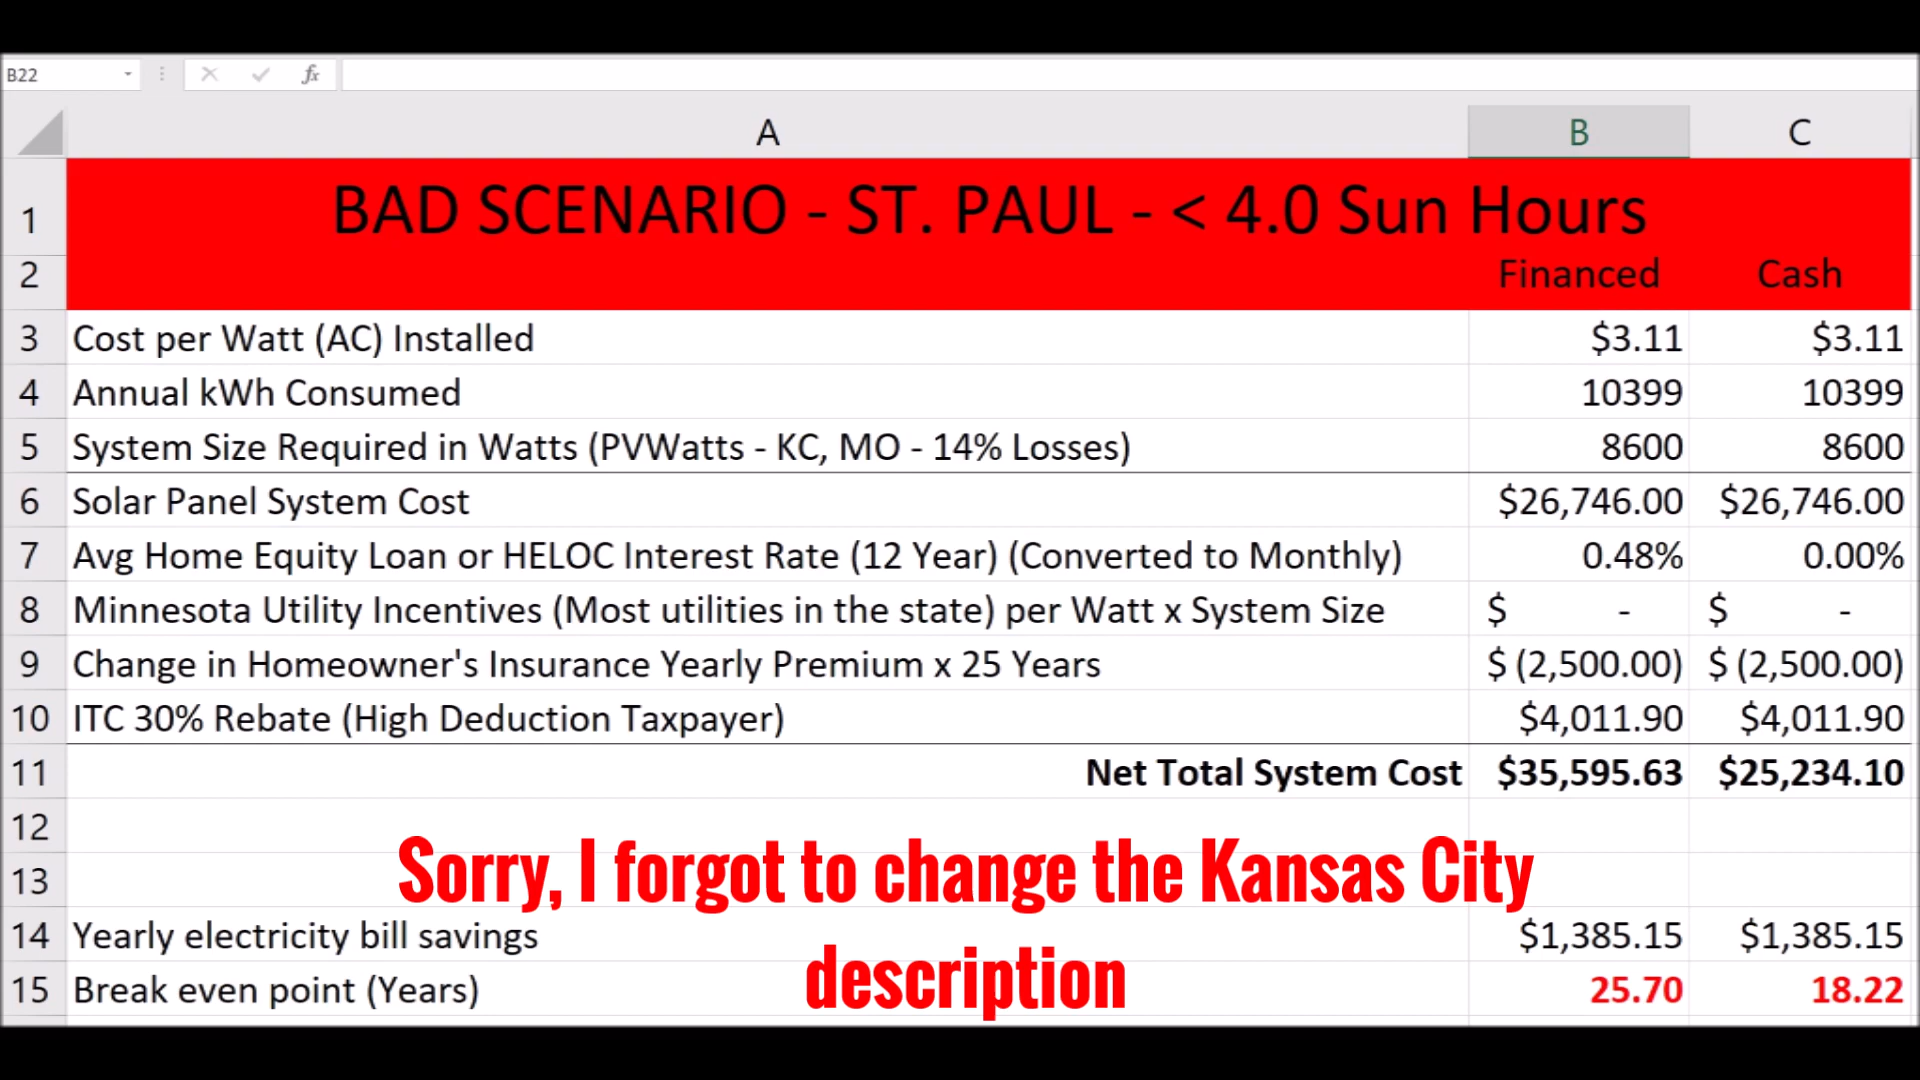 B22 fx
A B C
1 BAD SCENARIO - ST. PAUL - < 4.0 Sun Hours
2 Financed Cash
3 Cost per Watt (AC) Installed $3.11 $3.11
4 Annual kWh Consumed 10399 10399
5 System Size Required in Watts (PVWatts - KC, MO - 14% Losses) 8600 8600
6 Solar Panel System Cost $26,746.00 $26,746.00
7 Avg Home Equity Loan or HELOC Interest Rate (12 Year) (Converted to Monthly) 0.48% 0.00%
8 Minnesota Utility Incentives (Most utilities in the state) per Watt x System Size $ - $ -
9 Change in Homeowner's Insurance Yearly Premium x 25 Years $ (2,500.00) $ (2,500.00)
10 ITC 30% Rebate (High Deduction Taxpayer) $4,011.90 $4,011.90
11 Net Total System Cost $35,595.63 $25,234.10
12
13
Sorry, I forgot to change the Kansas City
description
14 Yearly electricity bill savings $1,385.15 $1,385.15
15 Break even point (Years) 25.70 18.22